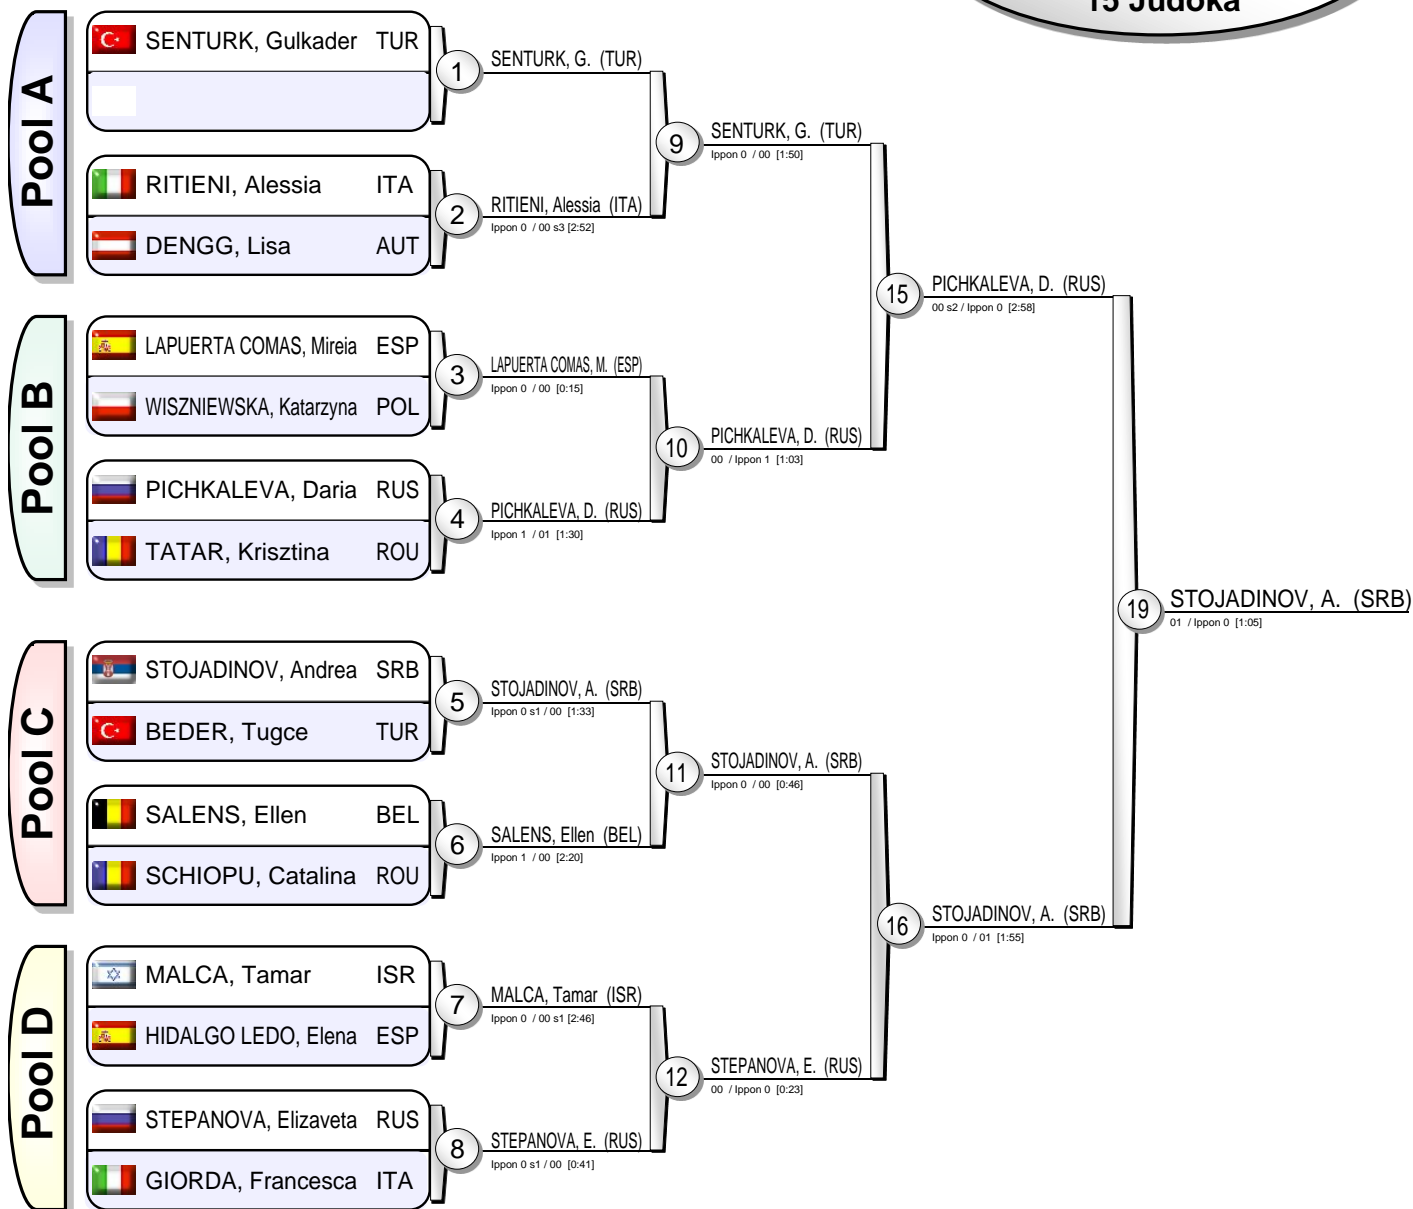 15 Judoka
Pool A
SENTURK, Gulkader TUR
RITIENI, Alessia ITA
DENGG, Lisa AUT
Pool B
LAPUERTA COMAS, Mireia ESP
WISZNIEWSKA, Katarzyna POL
PICHKALEVA, Daria RUS
TATAR, Krisztina ROU
Pool C
STOJADINOV, Andrea SRB
BEDER, Tugce TUR
SALENS, Ellen BEL
SCHIOPU, Catalina ROU
Pool D
MALCA, Tamar ISR
HIDALGO LEDO, Elena ESP
STEPANOVA, Elizaveta RUS
GIORDA, Francesca ITA
1
SENTURK, G. (TUR)
2
RITIENI, Alessia (ITA)
Ippon 0 / 00 s3 [2:52]
3
LAPUERTA COMAS, M. (ESP)
Ippon 0 / 00 [0:15]
4
PICHKALEVA, D. (RUS)
Ippon 1 / 01 [1:30]
5
STOJADINOV, A. (SRB)
Ippon 0 s1 / 00 [1:33]
6
SALENS, Ellen (BEL)
Ippon 1 / 00 [2:20]
7
MALCA, Tamar (ISR)
Ippon 0 / 00 s1 [2:46]
8
STEPANOVA, E. (RUS)
Ippon 0 s1 / 00 [0:41]
9
SENTURK, G. (TUR)
Ippon 0 / 00 [1:50]
10
PICHKALEVA, D. (RUS)
00 / Ippon 1 [1:03]
11
STOJADINOV, A. (SRB)
Ippon 0 / 00 [0:46]
12
STEPANOVA, E. (RUS)
00 / Ippon 0 [0:23]
15
PICHKALEVA, D. (RUS)
00 s2 / Ippon 0 [2:58]
16
STOJADINOV, A. (SRB)
Ippon 0 / 01 [1:55]
19
STOJADINOV, A. (SRB)
01 / Ippon 0 [1:05]